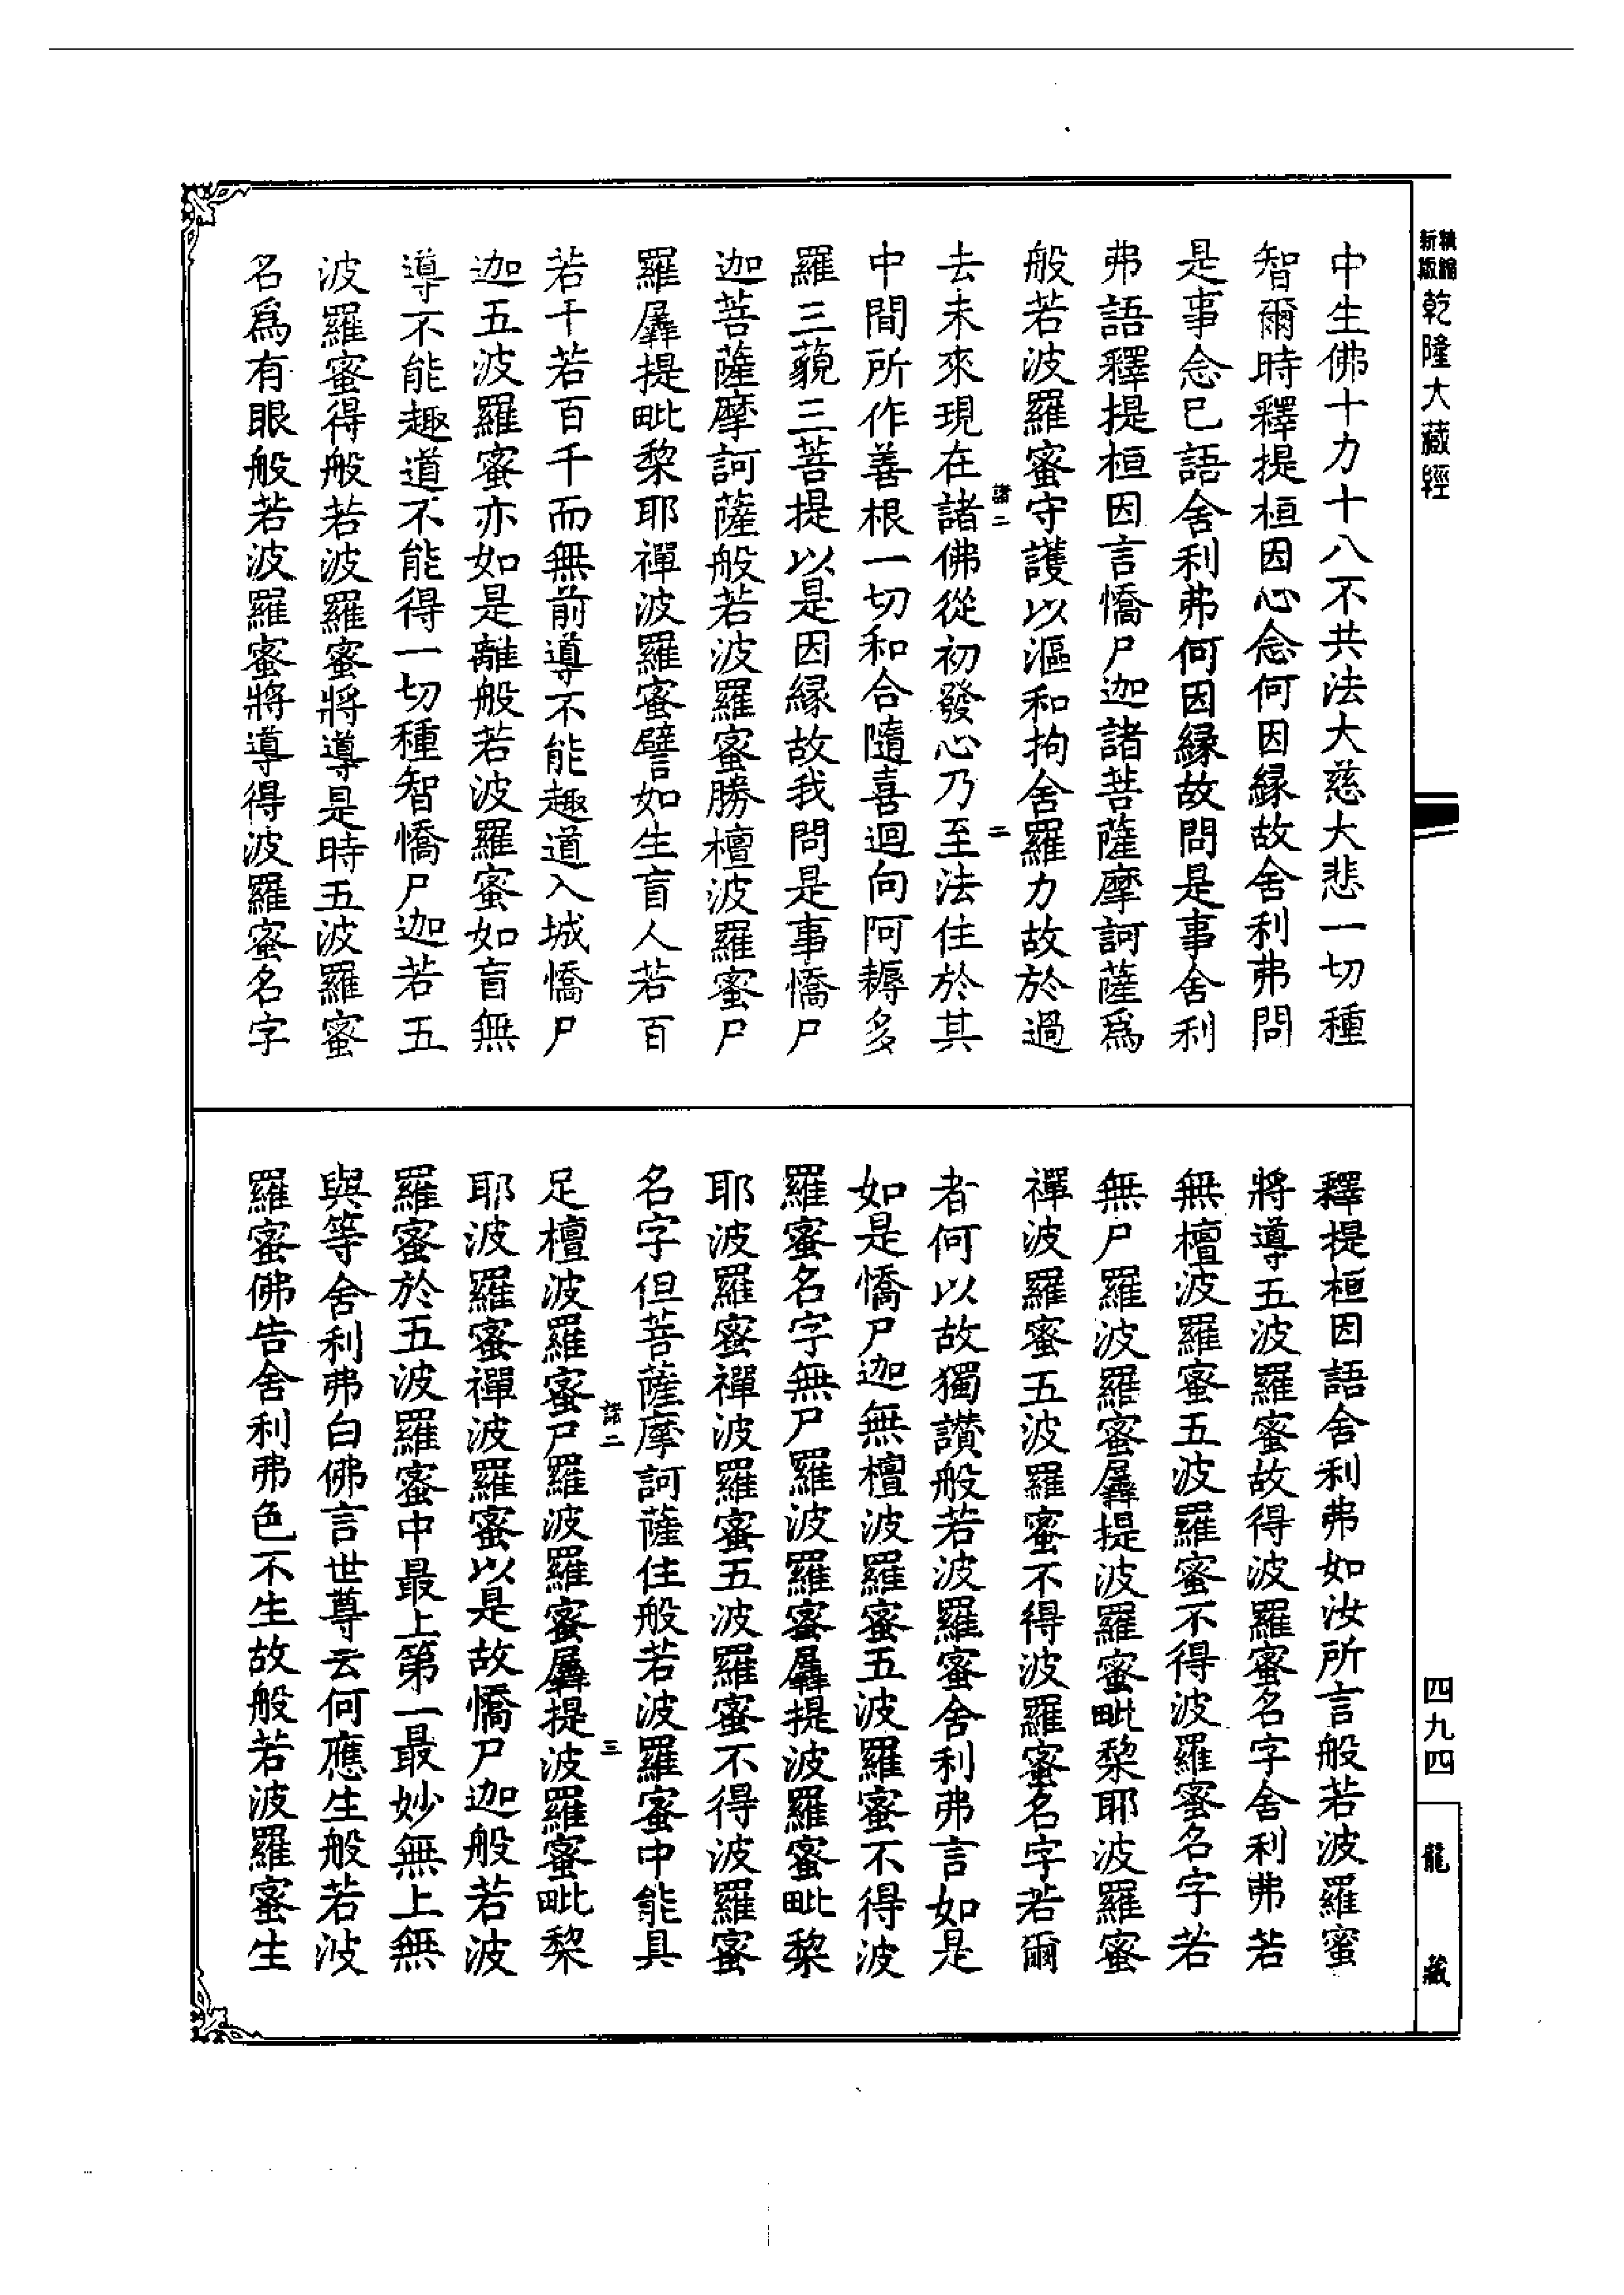 精縮新版乾隆大藏經
中生佛十力十八不共法大慈大悲一切種
智爾時釋提桓因心念何因緣故舍利弗問
是事念已語舍利弗何因緣故問是事舍利
弗語釋提桓因言憍尸迦諸菩薩摩訶薩爲
般若波羅蜜守護以漚和拘舍羅力故於過
諸二
二
去未來現在諸佛從初發心乃至法住於其
中間所作善根一切和合隨喜迴向阿耨多
羅三藐三菩提以是因緣故我問是事憍尸
迦菩薩摩訶薩般若波羅蜜勝檀波羅蜜尸
羅羼提毗黎耶禪波羅蜜譬如生盲人若百
若千若百千而無前導不能趣道入城憍尸
迦五波羅蜜亦如是離般若波羅蜜如盲無
導不能趣道不能得一切種智憍尸迦若五
波羅蜜得般若波羅蜜將導是時五波羅蜜
名爲有眼般若波羅蜜將導得波羅蜜名字
釋提桓因語舍利弗如汝所言般若波羅蜜
將導五波羅蜜故得波羅蜜名字舍利弗若
無檀波羅蜜五波羅蜜不得波羅蜜名字若
無尸羅波羅蜜羼提波羅蜜毗黎耶波羅蜜
禪波羅蜜五波羅蜜不得波羅蜜名字若爾
者何以故獨讚般若波羅蜜舍利弗言如是
如是憍尸迦無檀波羅蜜五波羅蜜不得波
羅蜜名字無尸羅波羅蜜羼提波羅蜜毗黎
耶波羅蜜禪波羅蜜五波羅蜜不得波羅蜜
名字但菩薩摩訶薩住般若波羅蜜中能具
諸二
三
足檀波羅蜜尸羅波羅蜜羼提波羅蜜毗黎
耶波羅蜜禪波羅蜜以是故憍尸迦般若波
羅蜜於五波羅蜜中最上第一最妙無上無
與等舍利弗白佛言世尊云何應生般若波
羅蜜佛告舍利弗色不生故般若波羅蜜生
四九四
龍藏